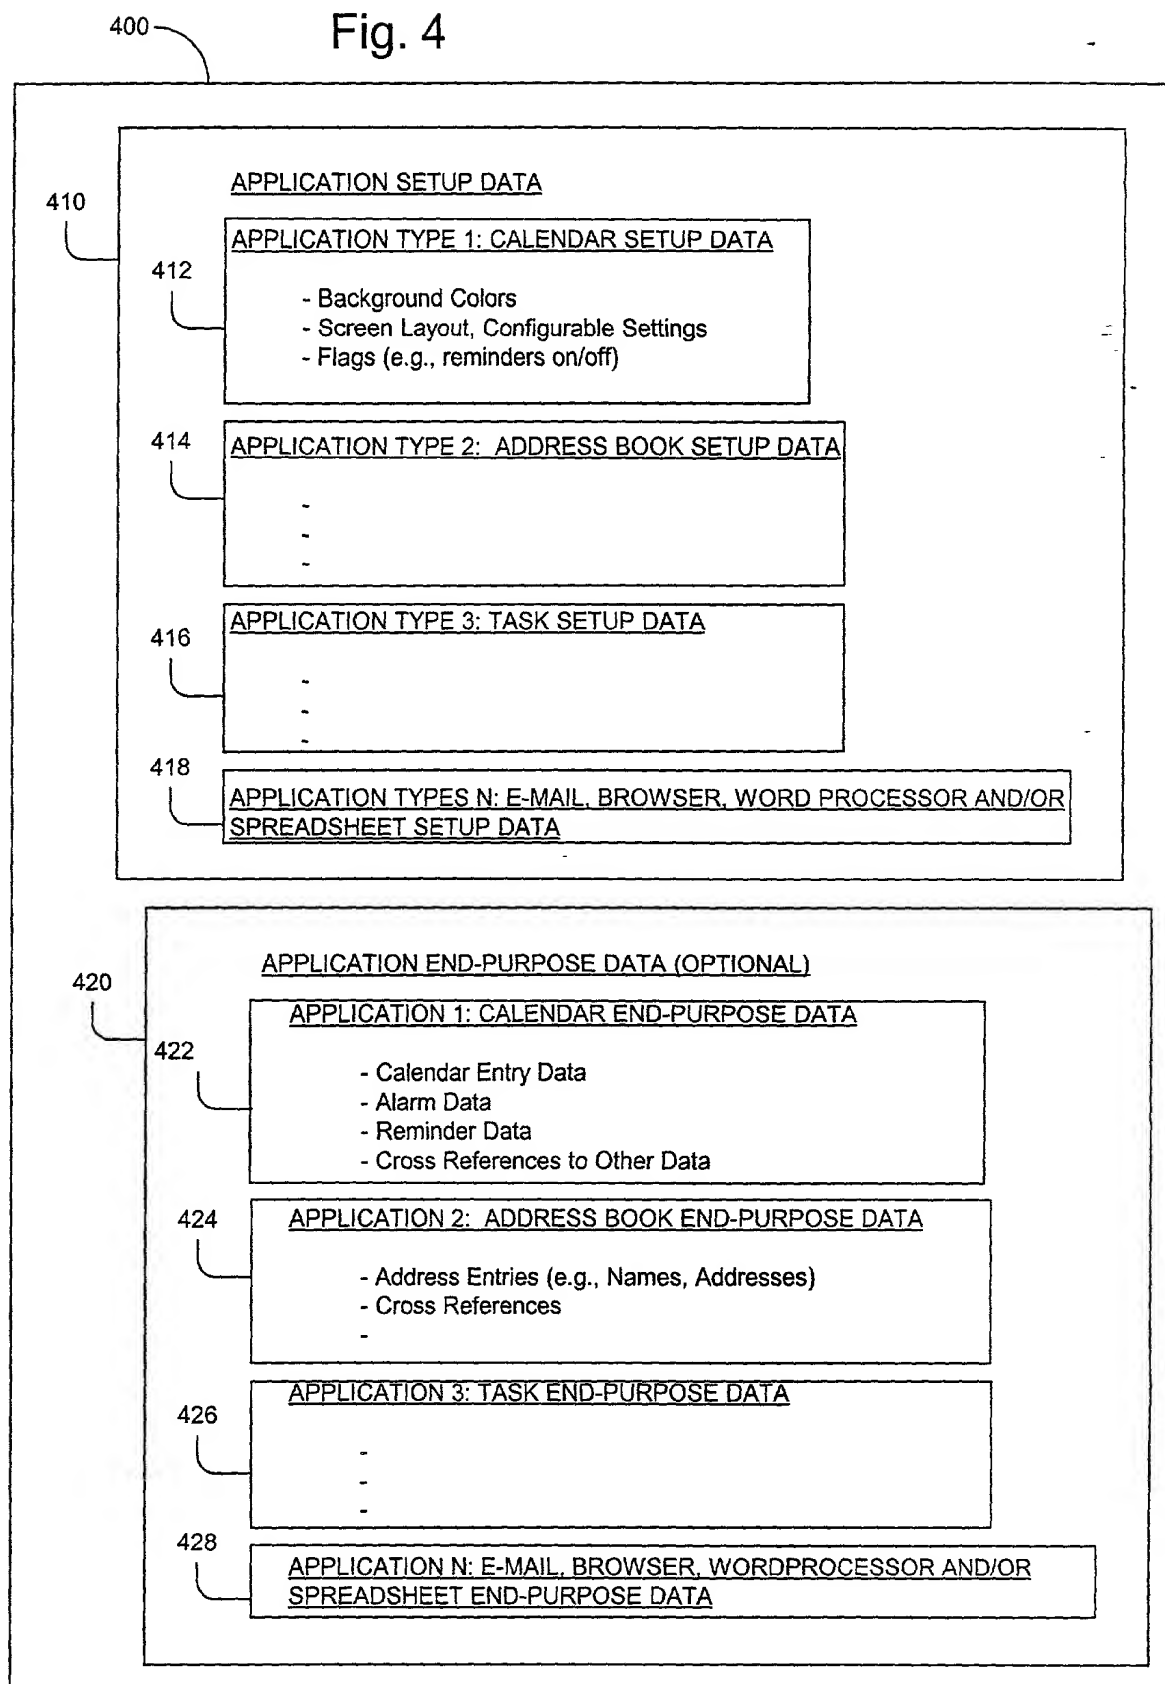 400
Fig. 4
410
APPLICATION SETUP DATA
412
APPLICATION TYPE 1: CALENDAR SETUP DATA
- Background Colors
- Screen Layout, Configurable Settings
- Flags (e.g., reminders on/off)
414
APPLICATION TYPE 2: ADDRESS BOOK SETUP DATA
-
-
-
416
APPLICATION TYPE 3: TASK SETUP DATA
-
-
-
418
APPLICATION TYPES N: E-MAIL, BROWSER, WORD PROCESSOR AND/OR
SPREADSHEET SETUP DATA
420
APPLICATION END-PURPOSE DATA (OPTIONAL)
422
APPLICATION 1: CALENDAR END-PURPOSE DATA
- Calendar Entry Data
- Alarm Data
- Reminder Data
- Cross References to Other Data
424
APPLICATION 2: ADDRESS BOOK END-PURPOSE DATA
- Address Entries (e.g., Names, Addresses)
- Cross References
-
426
APPLICATION 3: TASK END-PURPOSE DATA
-
-
-
428
APPLICATION N: E-MAIL, BROWSER, WORDPROCESSOR AND/OR
SPREADSHEET END-PURPOSE DATA